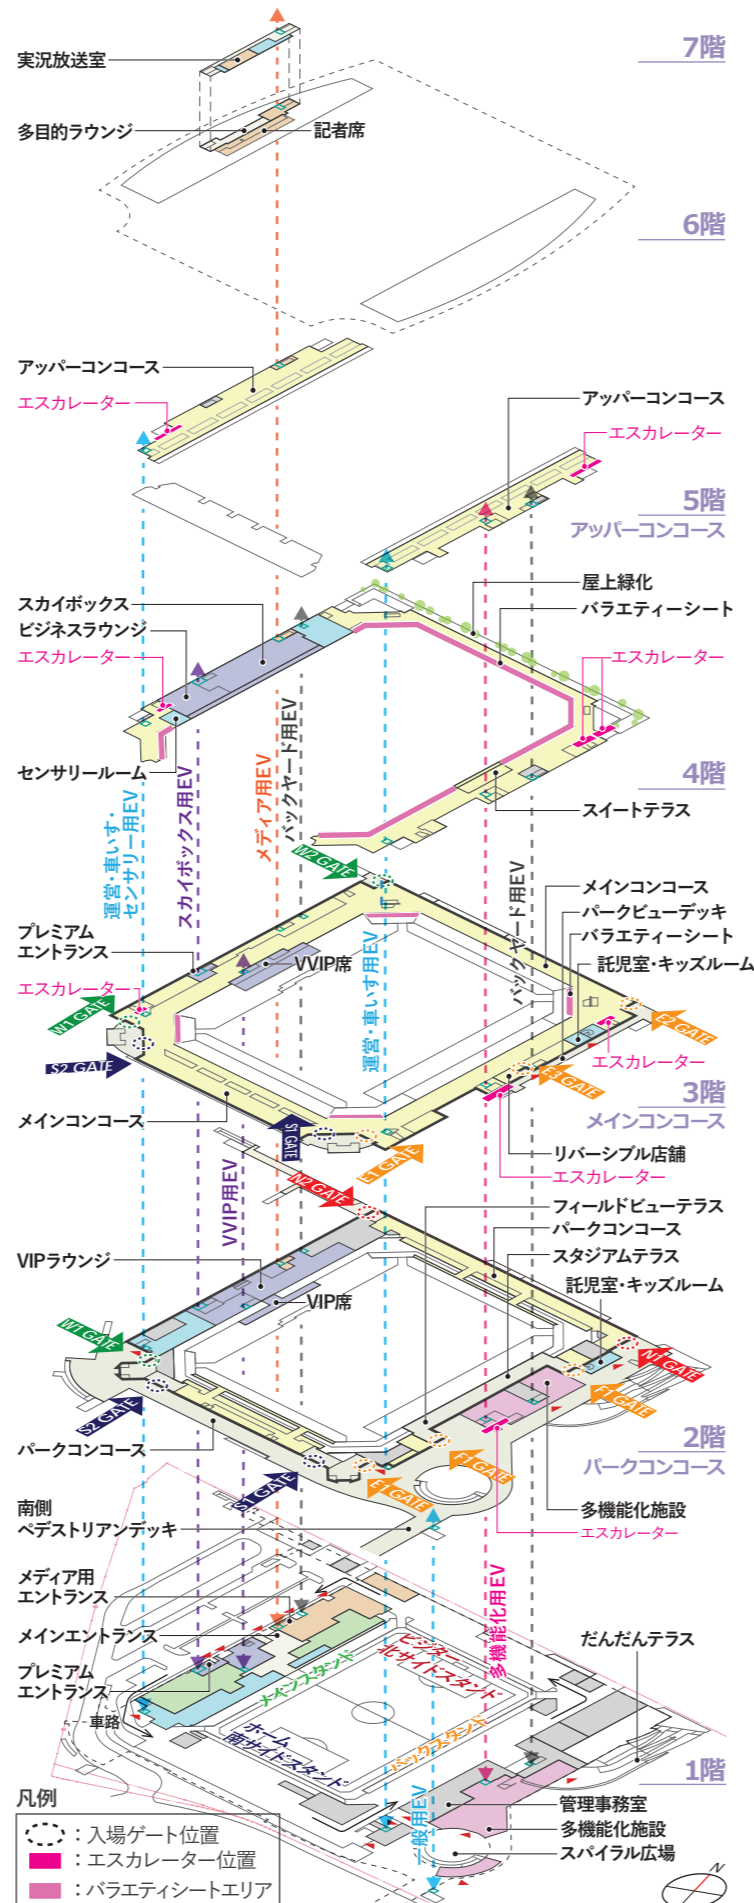 7階
実況放送室
多目的ラウンジ
記者席
6階
アッパーコンコース
エスカレーター
アッパーコンコース
エスカレーター
5階
アッパーコンコース
スカイボックス
ビジネスラウンジ
エスカレーター
センサリールーム
屋上緑化
バラエティーシート
エスカレーター
4階
スイートテラス
運営・車いす・
センサリー用EV
スカイボックス用EV
メディア用EV
バックヤード用EV
W2 GATE
運営・車いす用EV
バックヤード用EV
メインコンコース
パークビューデッキ
バラエティーシート
託児室・キッズルーム
プレミアム
エントランス
VVIP席
エスカレーター
W1 GATE
S2 GATE
E2 GATE
エスカレーター
E3 GATE
3階
メインコンコース
メインコンコース
S1 GATE
E1 GATE
リバーシブル店舗
エスカレーター
N2 GATE
VVIP用EV
フィールドビューテラス
パークコンコース
スタジアムテラス
託児室・キッズルーム
VIPラウンジ
VIP席
W1 GATE
S2 GATE
N1 GATE
F1 GATE
F1 GATE
パークコンコース
2階
パークコンコース
S1 GATE
E1 GATE
多機能化施設
エスカレーター
南側
ペデストリアンデッキ
多機能化用EV
メディア用
エントランス
メインエントランス
プレミアム
エントランス
車路
メインスタンド
ビジター
北サイドスタンド
ホーム
南サイドスタンド
バックスタンド
だんだんテラス
1階
一般用EV
管理事務室
多機能化施設
スパイラル広場
凡例
：入場ゲート位置
：エスカレーター位置
：バラエティシートエリア
N